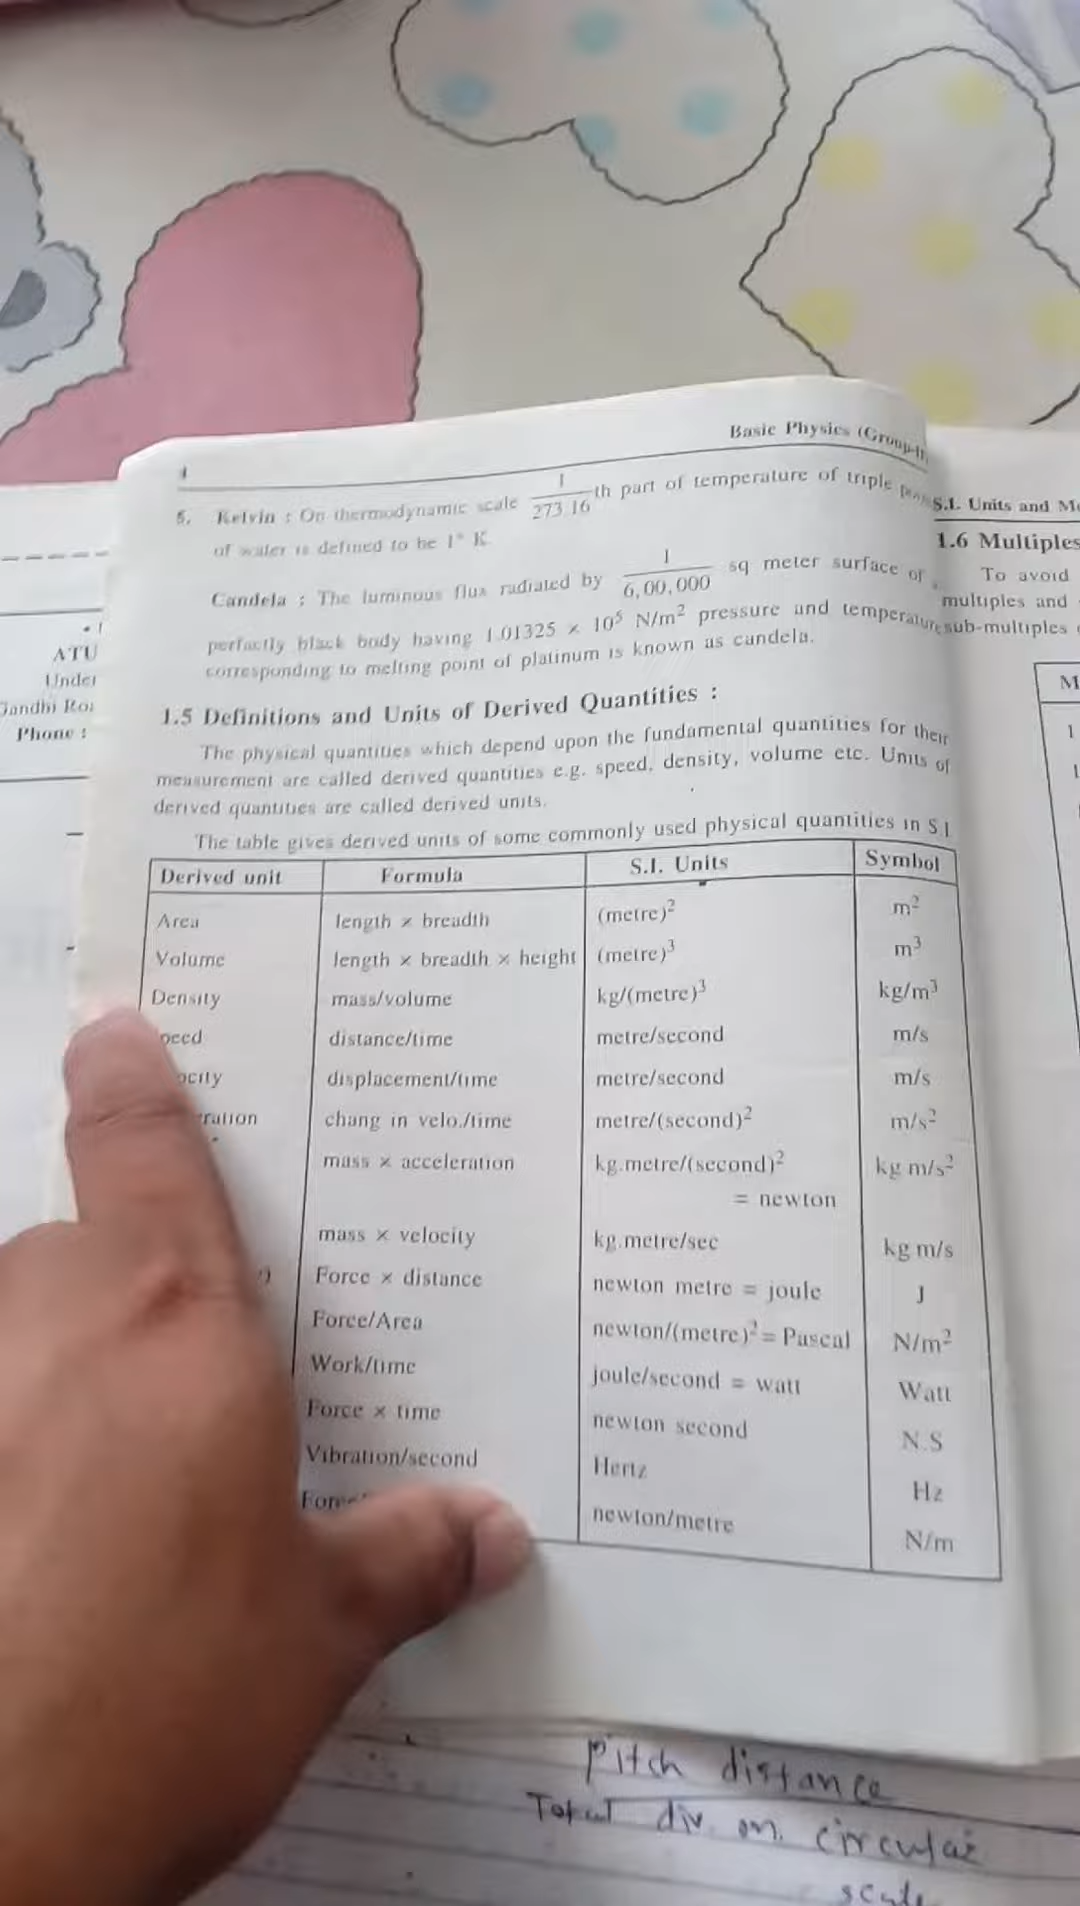 Basic Physics (Group-II)
4
5. Kelvin : On thermodynamic scale 1/273.16 th part of temperature of triple
of water is defined to be 1° K.
Candela : The luminous flux radiated by 1/6,00,000 sq meter surface of
perfactly black body having 1.01325 × 10⁵ N/m² pressure and temperature
corresponding to melting point of platinum is known as candela.
1.5 Definitions and Units of Derived Quantities :
The physical quantities which depend upon the fundamental quantities for their
measurement are called derived quantities e.g. speed, density, volume etc. Units of
derived quantities are called derived units.
The table gives derived units of some commonly used physical quantities in S.I.
Derived unit Formula S.I. Units Symbol
Area length × breadth (metre)² m²
Volume length × breadth × height (metre)³ m³
Density mass/volume kg/(metre)³ kg/m³
peed distance/time metre/second m/s
ocity displacement/time metre/second m/s
ration chang in velo./time metre/(second)² m/s²
mass × acceleration kg.metre/(second)² kg m/s²
= newton
mass × velocity kg.metre/sec kg m/s
Force × distance newton metre = joule J
Force/Area newton/(metre)² = Pascal N/m²
Work/time joule/second = watt Watt
Force × time newton second N.S
Vibration/second Hertz Hz
newton/metre N/m
S.I. Units and
1.6 Multiples
To avoid
multiples and
sub-multiples
M
ATU
Under
Gandhi
Phone :
Pitch distance
Total div. on. circular
scale